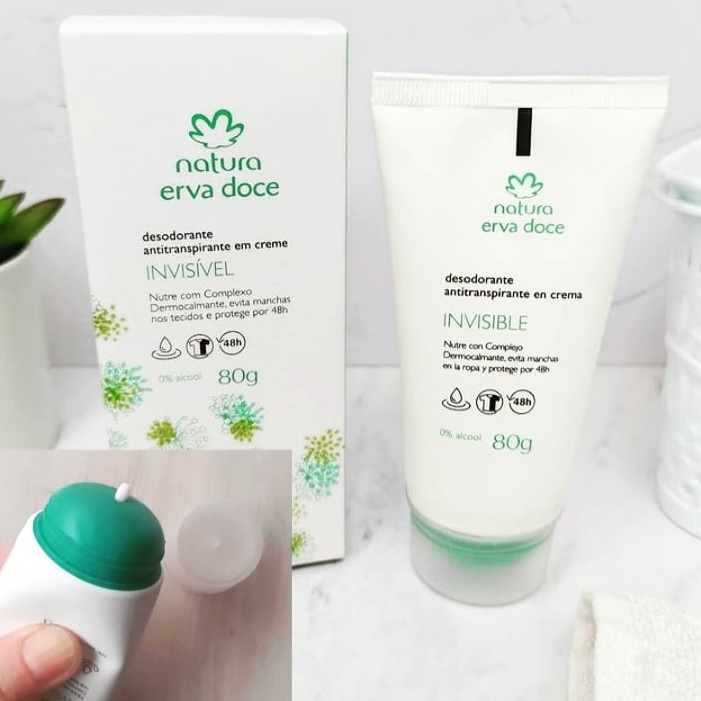 natura
erva doce
desodorante
antitranspirante em creme
INVISÍVEL
Nutre com Complexo
Dermocalmante, evita manchas
nos tecidos e protege por 48h
48h
0% alcool 80g
natura
erva doce
desodorante
antitranspirante en crema
INVISIBLE
Nutre con Complejo
Dermocalmante, evita manchas
en la ropa y protege por 48h
48h
0% alcool 80g